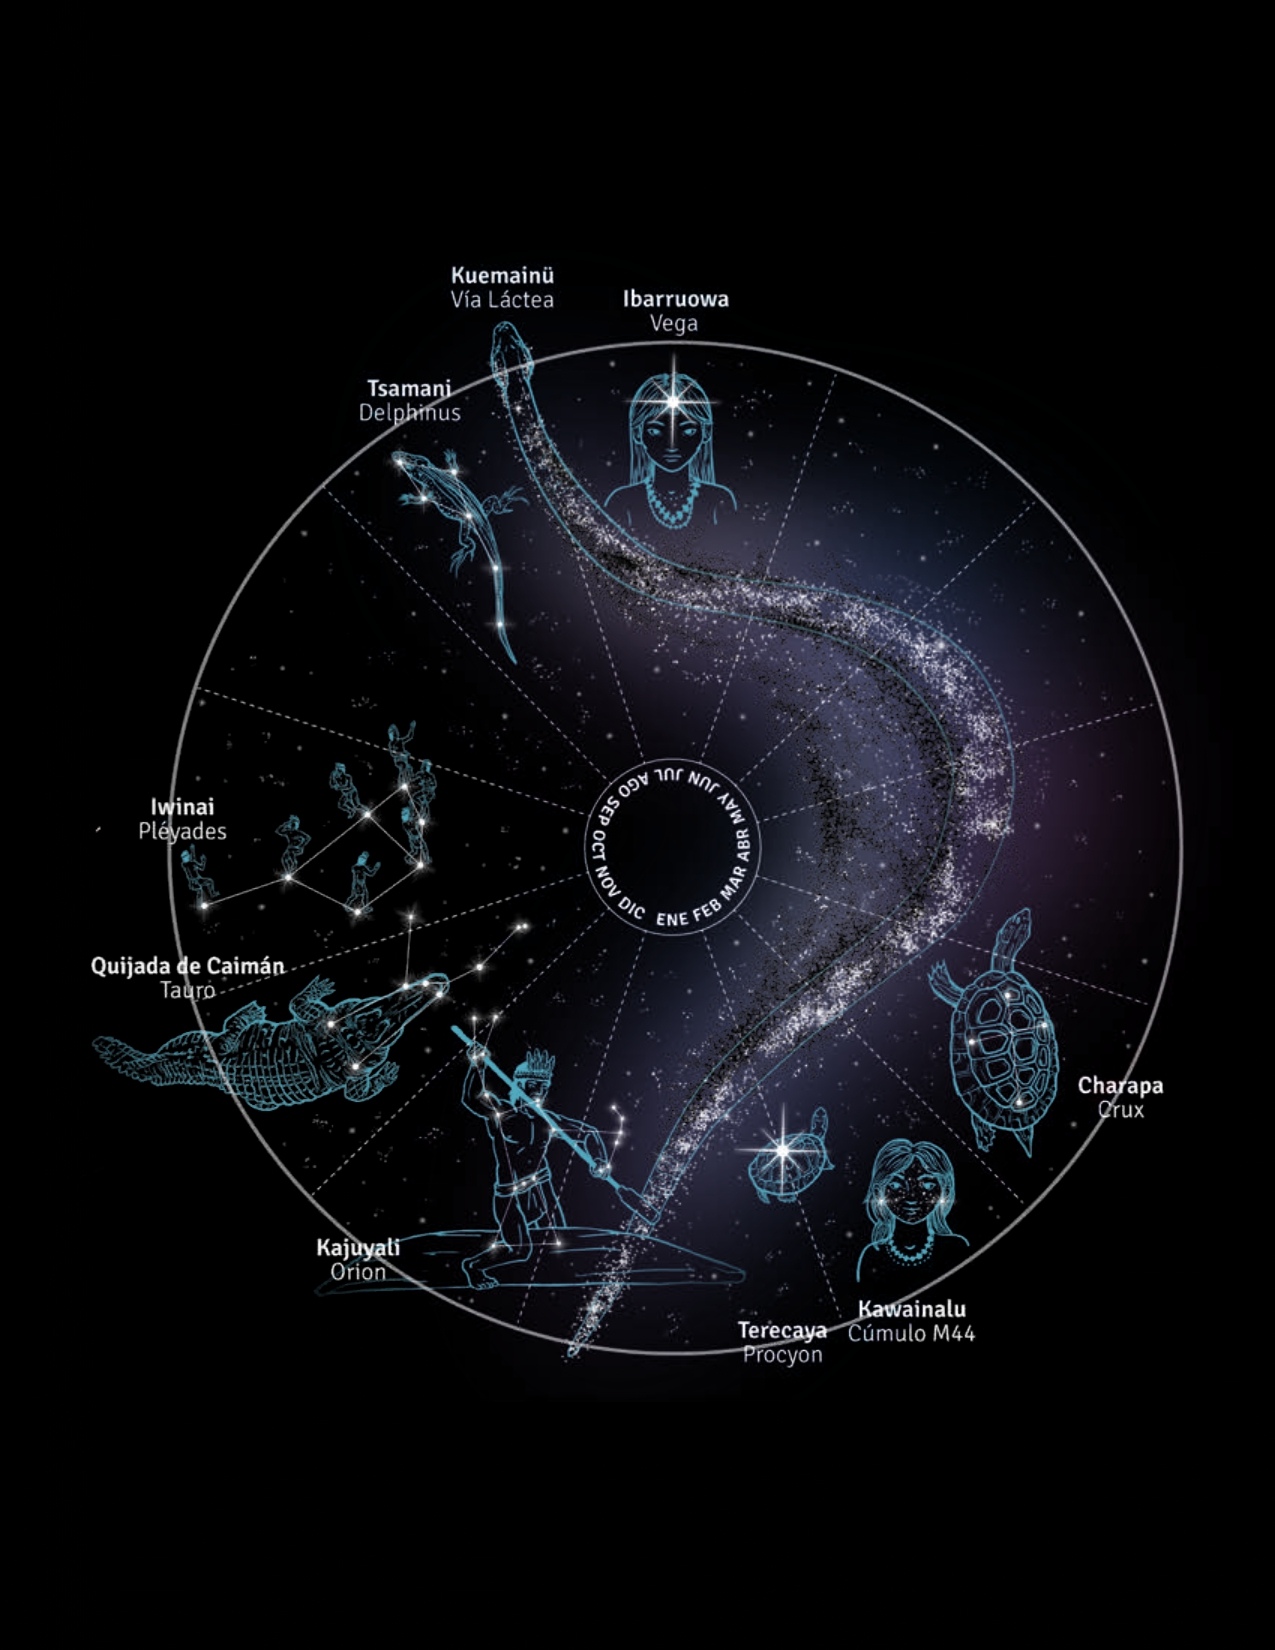 Kuemainü
Vía Láctea
Ibarruowa
Vega
Tsamani
Delphinus
Iwinai
Pléyades
Quijada de Caimán
Tauro
Kajuyali
Orion
Terecaya
Procyon
Kawainalu
Cúmulo M44
Charapa
Crux
ENE FEB MAR ABR MAY JUN JUL AGO SEP OCT NOV DIC